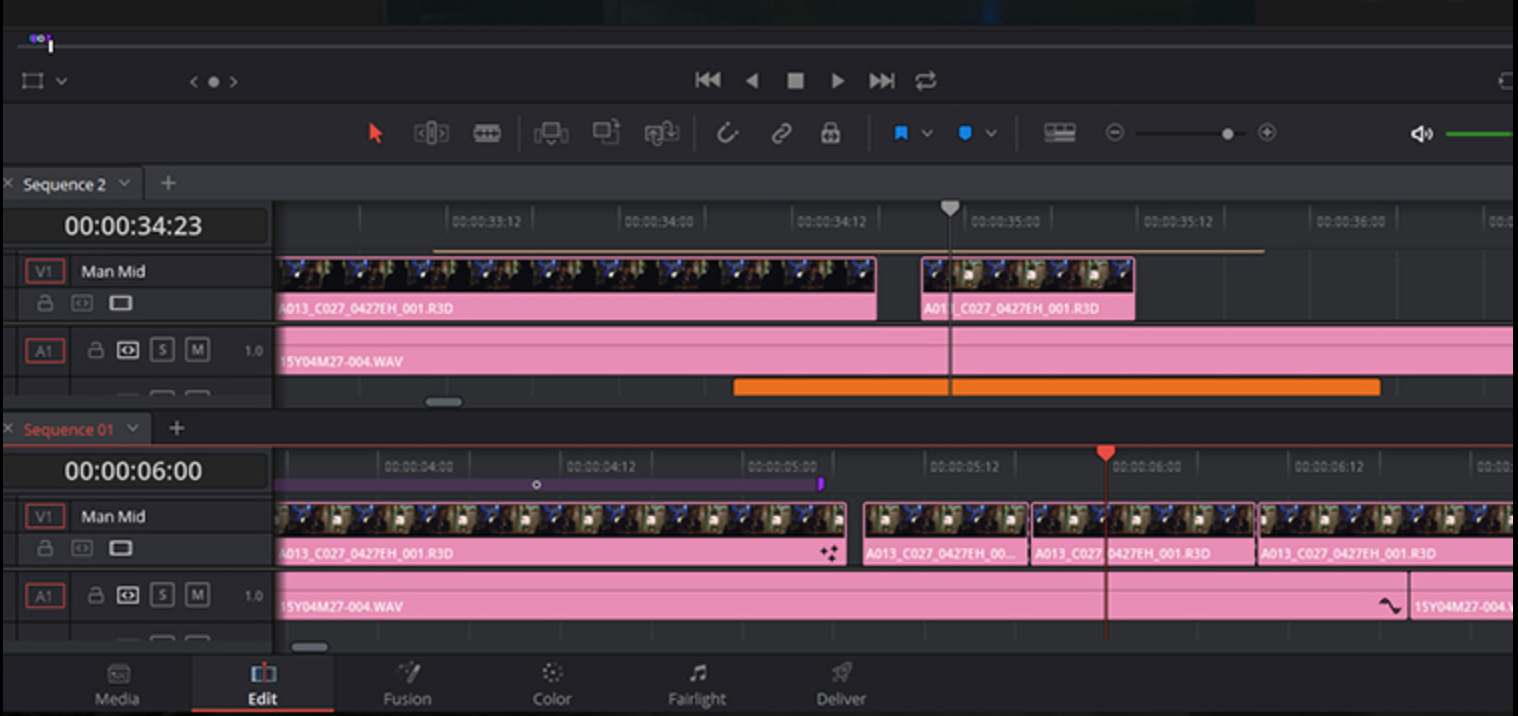 Sequence 2
00:00:34:23
00:00:33:12 00:00:34:00 00:00:34:12 00:00:35:00 00:00:35:12 00:00:36:00
V1 Man Mid
A013_C027_0427EH_001.R3D A013_C027_0427EH_001.R3D
A1 S M 1.0
15Y04M27-004.WAV
Sequence 01
00:00:06:00
00:00:04:00 00:00:04:12 00:00:05:00 00:00:05:12 00:00:06:00 00:00:06:12
V1 Man Mid
A013_C027_0427EH_001.R3D A013_C027_0427EH_00... A013_C027_0427EH_001.R3D A013_C027_0427EH_001.R3D
A1 S M 1.0
15Y04M27-004.WAV 15Y04M27-004.
Media Edit Fusion Color Fairlight Deliver